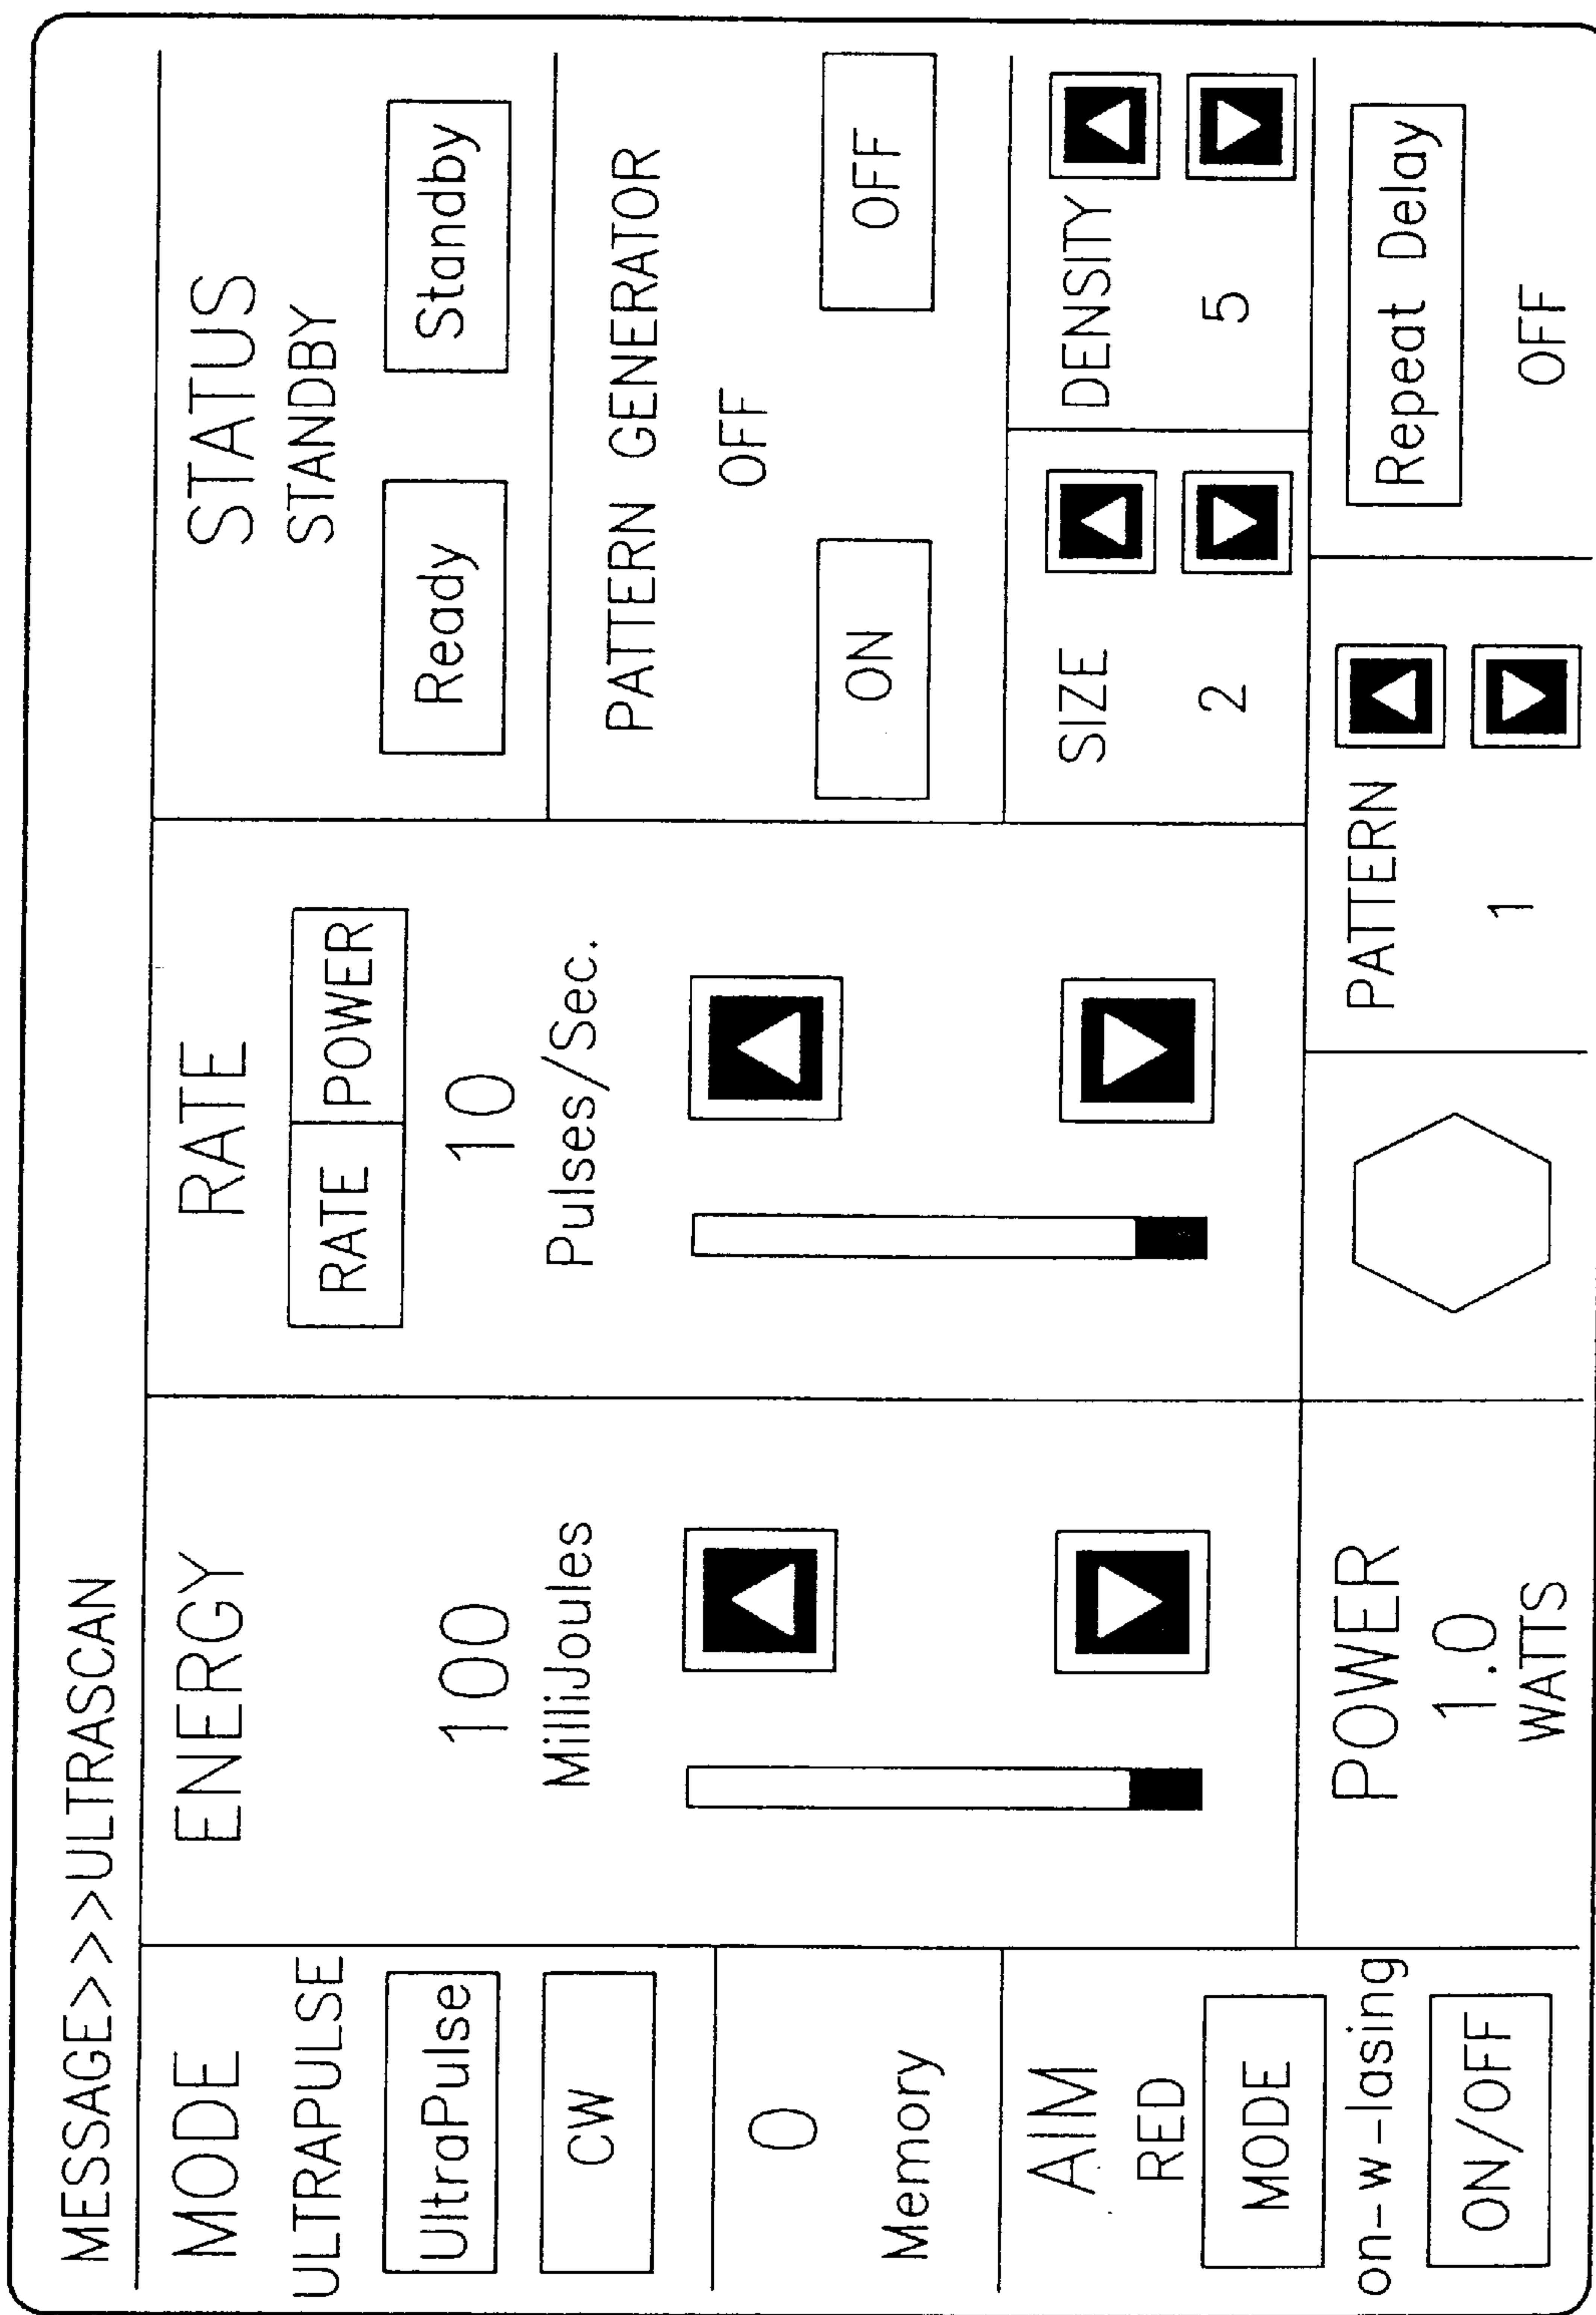 MESSAGE>>>ULTRASCAN
MODE
ULTRAPULSE
UltraPulse
CW
0
Memory
AIM
RED
MODE
on-w-lasing
ON/OFF
ENERGY
100
MilliJoules
POWER
1.0
WATTS
RATE
RATE POWER
10
Pulses/Sec.
STATUS
STANDBY
Ready Standby
PATTERN GENERATOR
OFF
ON OFF
SIZE
2
DENSITY
5
PATTERN
1
Repeat Delay
OFF